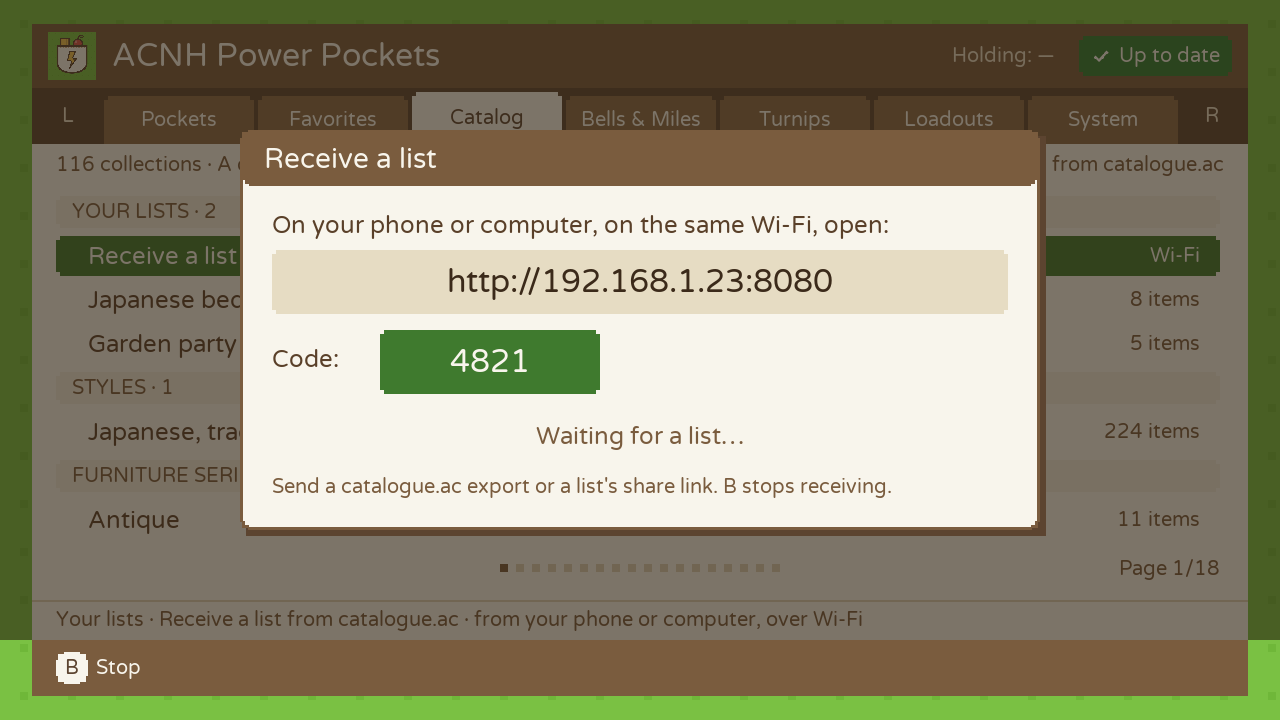 ACNH Power Pockets
Holding: —
Up to date
L
Pockets
Favorites
Catalog
Bells & Miles
Turnips
Loadouts
System
R
116 collections · A
from catalogue.ac
Receive a list
YOUR LISTS · 2
Receive a list
Wi-Fi
On your phone or computer, on the same Wi-Fi, open:
http://192.168.1.23:8080
Japanese
8 items
Garden party
5 items
Code:
4821
STYLES · 1
Japanese,
224 items
Waiting for a list...
FURNITURE
Send a catalogue.ac export or a list's share link. B stops receiving.
Antique
11 items
Page 1/18
Your lists · Receive a list from catalogue.ac · from your phone or computer, over Wi-Fi
B Stop